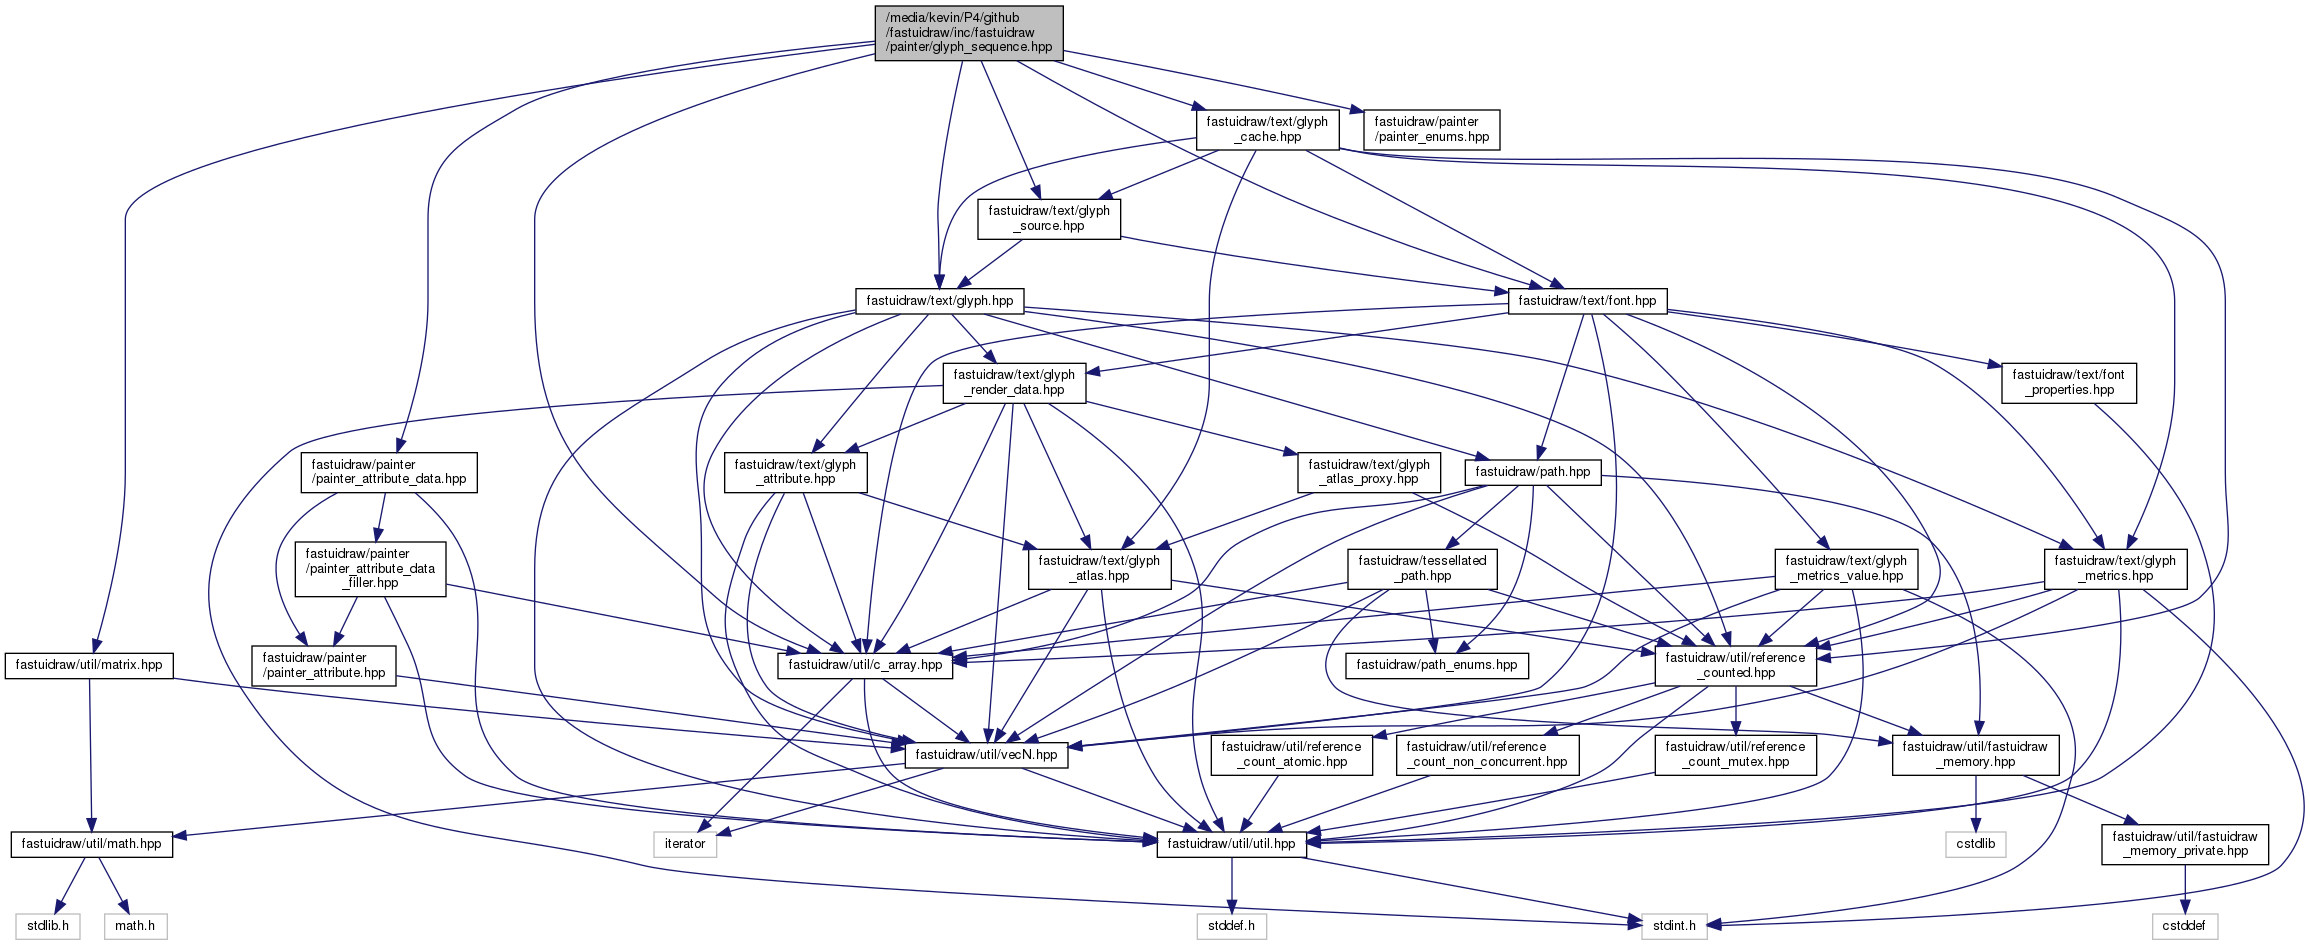 /media/kevin/P4/github
/fastuidraw/inc/fastuidraw
/painter/glyph_sequence.hpp
fastuidraw/text/glyph
_cache.hpp
fastuidraw/painter
/painter_enums.hpp
fastuidraw/text/glyph
_source.hpp
fastuidraw/text/glyph.hpp
fastuidraw/text/font.hpp
fastuidraw/text/glyph
_render_data.hpp
fastuidraw/text/font
_properties.hpp
fastuidraw/painter
/painter_attribute_data.hpp
fastuidraw/text/glyph
_attribute.hpp
fastuidraw/text/glyph
_atlas_proxy.hpp
fastuidraw/path.hpp
fastuidraw/painter
/painter_attribute_data
_filler.hpp
fastuidraw/text/glyph
_atlas.hpp
fastuidraw/tessellated
_path.hpp
fastuidraw/text/glyph
_metrics_value.hpp
fastuidraw/text/glyph
_metrics.hpp
fastuidraw/util/matrix.hpp
fastuidraw/painter
/painter_attribute.hpp
fastuidraw/util/c_array.hpp
fastuidraw/path_enums.hpp
fastuidraw/util/reference
_counted.hpp
fastuidraw/util/vecN.hpp
fastuidraw/util/reference
_count_atomic.hpp
fastuidraw/util/reference
_count_non_concurrent.hpp
fastuidraw/util/reference
_count_mutex.hpp
fastuidraw/util/fastuidraw
_memory.hpp
fastuidraw/util/math.hpp
iterator
fastuidraw/util/util.hpp
cstdlib
fastuidraw/util/fastuidraw
_memory_private.hpp
stdlib.h
math.h
stddef.h
stdint.h
cstddef